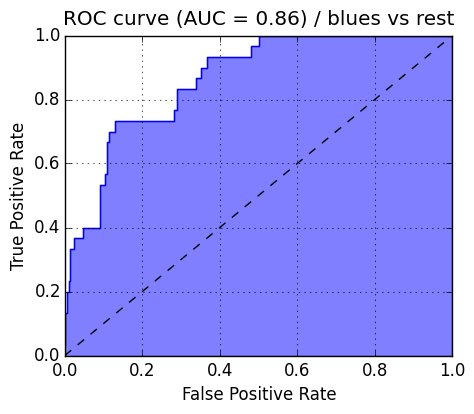 ROC curve (AUC = 0.86) / blues vs rest
1.0
0.8
0.6
0.4
0.2
0.0
True Positive Rate
0.0 0.2 0.4 0.6 0.8 1.0
False Positive Rate